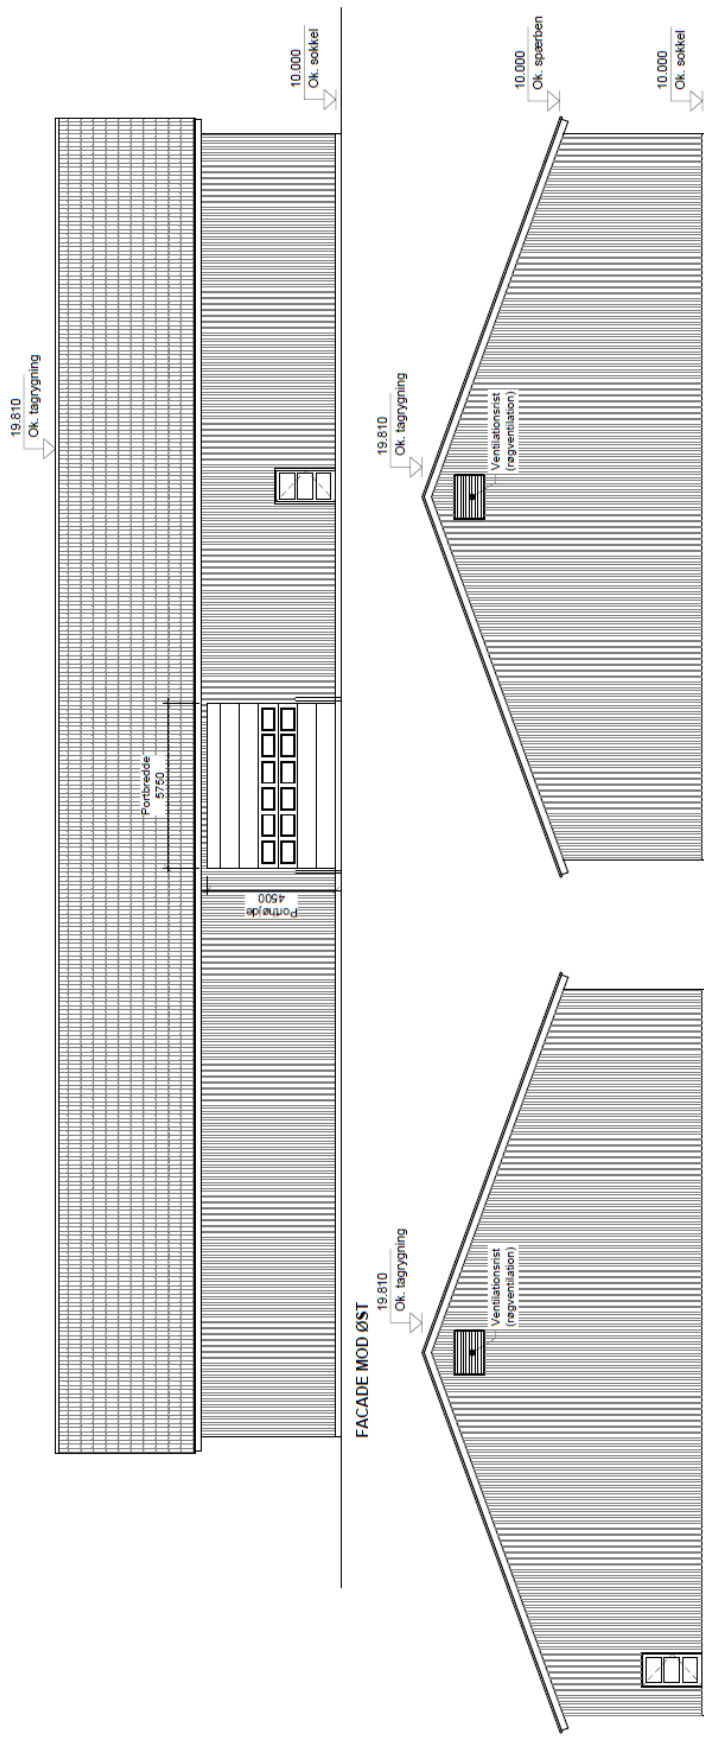 19.810
Ok. tagrygning
10.000
Ok. sokkel
Portbredde
5750
Porthøjde
4500
FACADE MOD ØST
19.810
Ok. tagrygning
Ventilationsrist
(røgventilation)
19.810
Ok. tagrygning
Ventilationsrist
(røgventilation)
10.000
Ok. spærben
10.000
Ok. sokkel